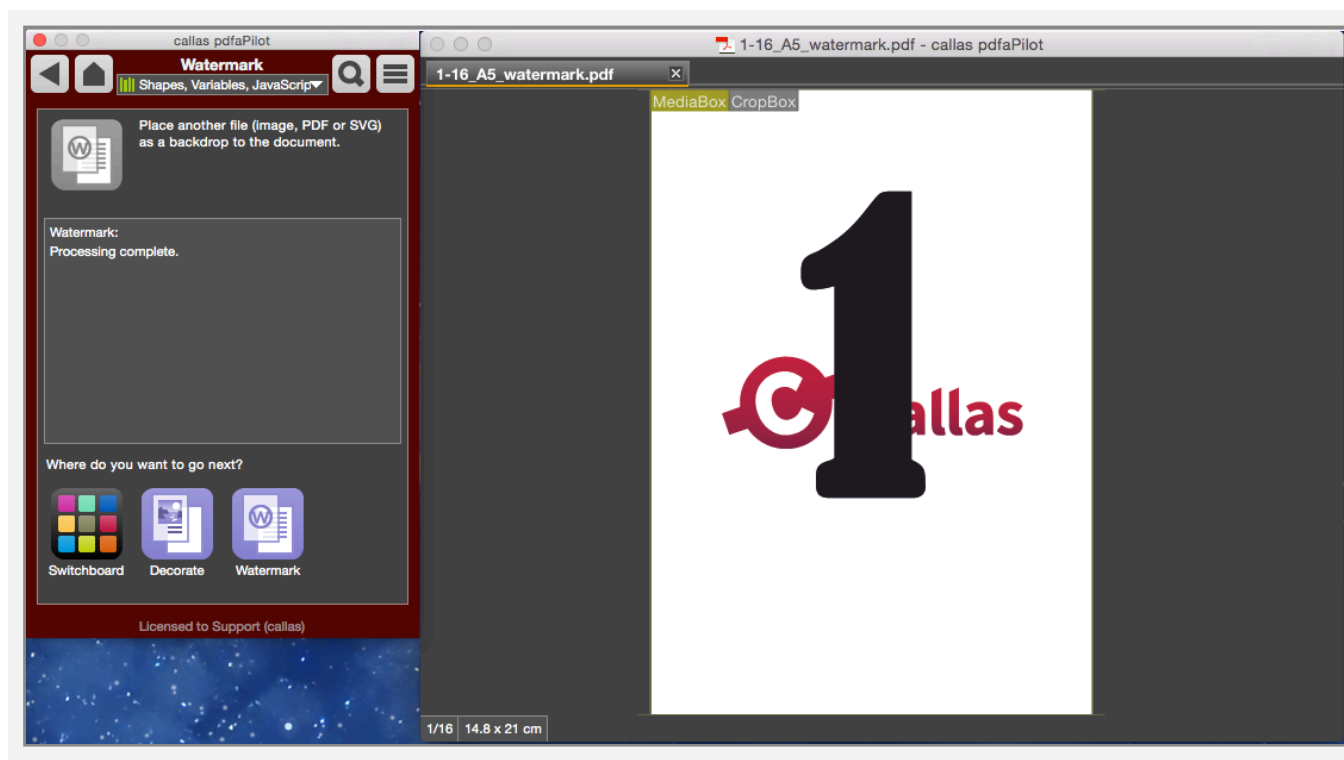 callas pdfaPilot
Watermark
Shapes, Variables, JavaScrip
Place another file (image, PDF or SVG)
as a backdrop to the document.
W
Watermark:
Processing complete.
Where do you want to go next?
W
Switchboard Decorate Watermark
Licensed to Support (callas)
1-16_A5_watermark.pdf - callas pdfaPilot
1-16_A5_watermark.pdf
MediaBox CropBox
1
C allas
1/16 14.8 x 21 cm